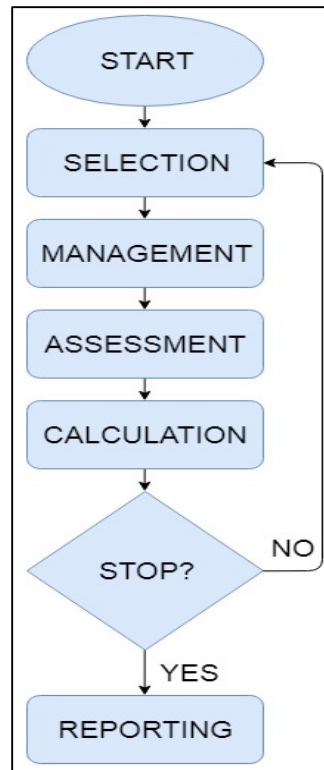 START
SELECTION
MANAGEMENT
ASSESSMENT
CALCULATION
STOP?
NO
YES
REPORTING